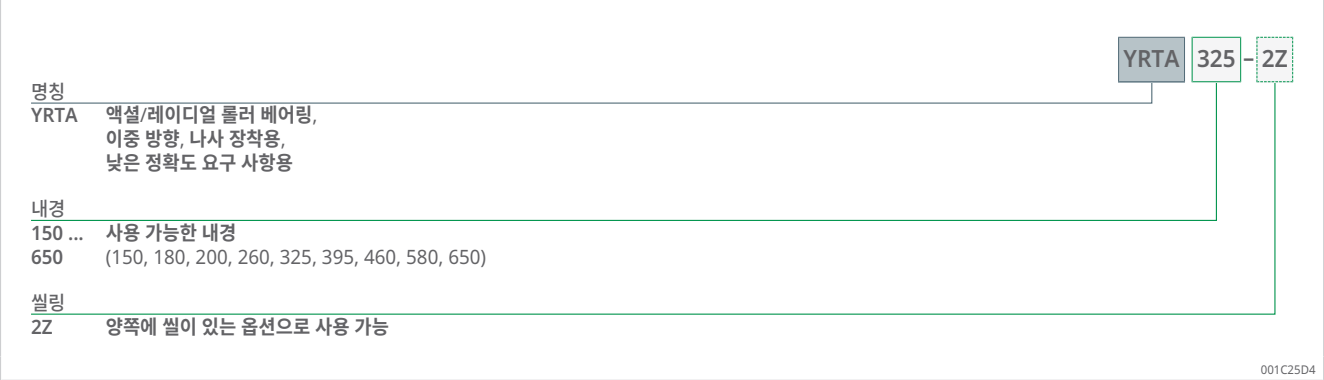 YRTA 325 – 2Z
명칭
YRTA 액셜/레이디얼 롤러 베어링,
이중 방향, 나사 장착용,
낮은 정확도 요구 사항용
내경
150 ... 사용 가능한 내경
650 (150, 180, 200, 260, 325, 395, 460, 580, 650)
씰링
2Z 양쪽에 씰이 있는 옵션으로 사용 가능
001C25D4